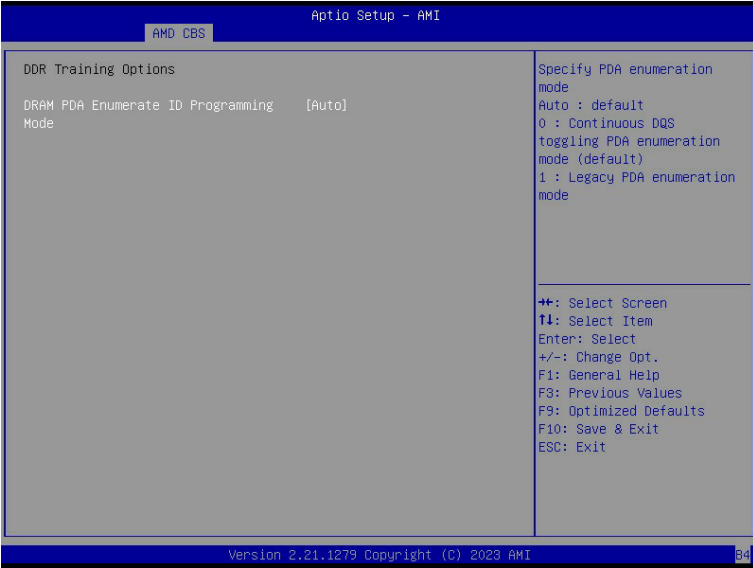 Aptio Setup – AMI
AMD CBS
DDR Training Options
DRAM PDA Enumerate ID Programming [Auto]
Mode
Specify PDA enumeration
mode
Auto : default
0 : Continuous DQS
toggling PDA enumeration
mode (default)
1 : Legacy PDA enumeration
mode
→←: Select Screen
↑↓: Select Item
Enter: Select
+/-: Change Opt.
F1: General Help
F3: Previous Values
F9: Optimized Defaults
F10: Save & Exit
ESC: Exit
Version 2.21.1279 Copyright (C) 2023 AMI
B4